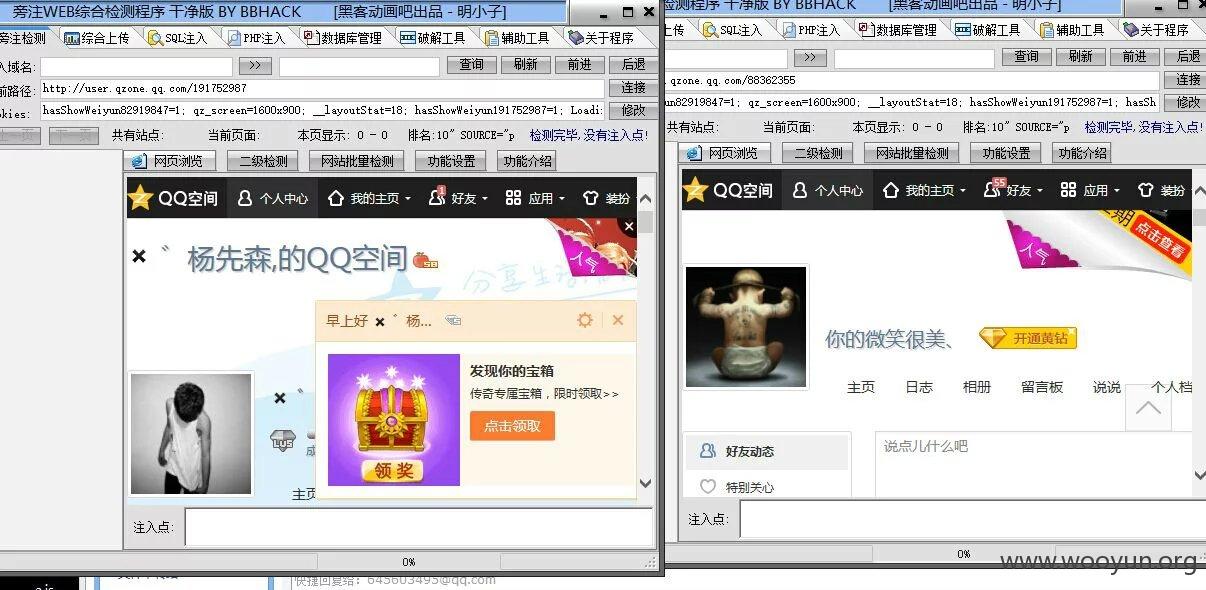 旁注WEB综合检测程序 干净版 BY BBHACK [黑客动画吧出品 - 明小子]
旁注检测 综合上传 SQL注入 PHP注入 数据库管理 破解工具 辅助工具 关于程序
入域名: >> 查询 刷新 前进 后退
前路径: http://user.qzone.qq.com/191752987 连接
okies: hasShowWeiyun82919847=1; qz_screen=1600x900; __layoutStat=18; hasShowWeiyun191752987=1; Loadi: 修改
上一页 下一页 共有站点: 当前页面: 本页显示: 0 - 0 排名:10" SOURCE="p 检测完毕,没有注入点!
网页浏览 二级检测 网站批量检测 功能设置 功能介绍
QQ空间 个人中心 我的主页 1 好友 应用 装扮
杨先森,的QQ空间 58
人气
分享生活
早上好 杨...
发现你的宝箱
传奇专属宝箱，限时领取>>
点击领取
领奖
LV5 成
主页
注入点:
0%
快捷回复给：645603495@qq.com
检测程序 干净版 BY BBHACK [黑客动画吧出品 - 明小子]
上传 SQL注入 PHP注入 数据库管理 破解工具 辅助工具 关于程序
>> 查询 刷新 前进 后退
.qzone.qq.com/88362355 连接
un82919847=1; qz_screen=1600x900; __layoutStat=18; hasShowWeiyun191752987=1; hasSh 修改
共有站点: 当前页面: 本页显示: 0 - 0 排名:10" SOURCE="p 检测完毕,没有注入点!
网页浏览 二级检测 网站批量检测 功能设置 功能介绍
QQ空间 个人中心 我的主页 55 好友 应用 装扮
人气
期
点击查看
你的微笑很美、 开通黄钻
主页 日志 相册 留言板 说说 个人档
好友动态
说点儿什么吧
特别关心
注入点:
0%
www.wooyun.org